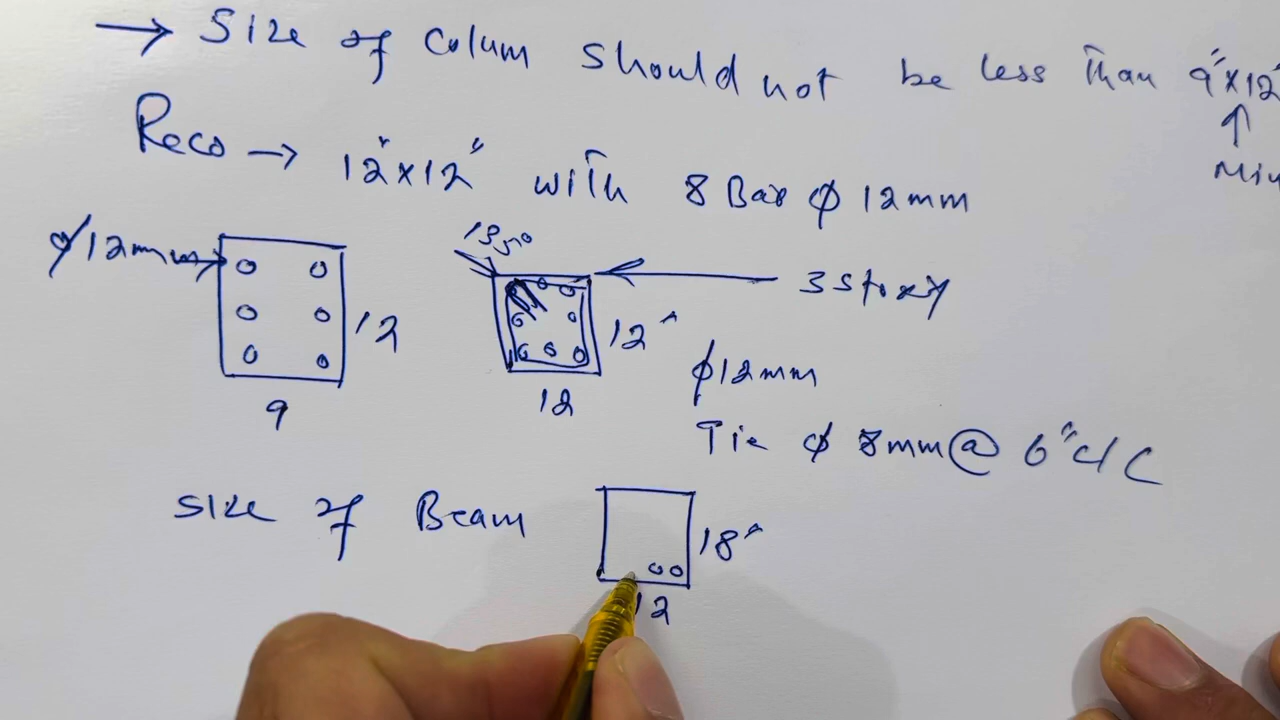 → Size of Colum should not be less Than 9"x12"
Min
Reco → 12"x12" with 8 Bar ϕ 12mm
ϕ12mm
135°
3 Storxy
12
12"
9
12
ϕ12mm
Tie ϕ 8mm@ 6"c/c
Size of Beam
18"
12